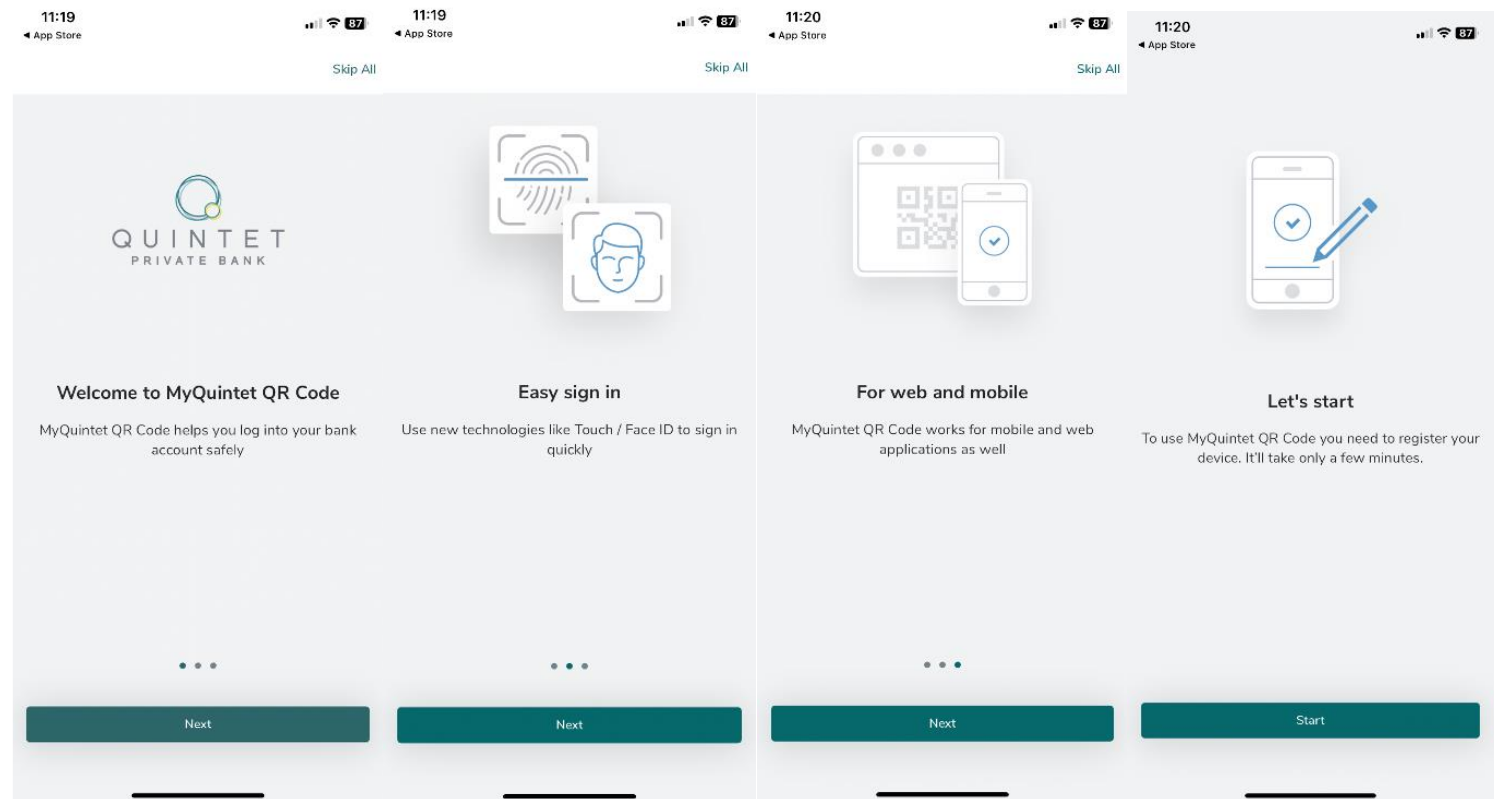 11:19
87
◀ App Store
Skip All
QUINTET
PRIVATE BANK
Welcome to MyQuintet QR Code
MyQuintet QR Code helps you log into your bank
account safely
Next
11:19
87
◀ App Store
Skip All
Easy sign in
Use new technologies like Touch / Face ID to sign in
quickly
Next
11:20
87
◀ App Store
Skip All
For web and mobile
MyQuintet QR Code works for mobile and web
applications as well
Next
11:20
87
◀ App Store
Let's start
To use MyQuintet QR Code you need to register your
device. It'll take only a few minutes.
Start